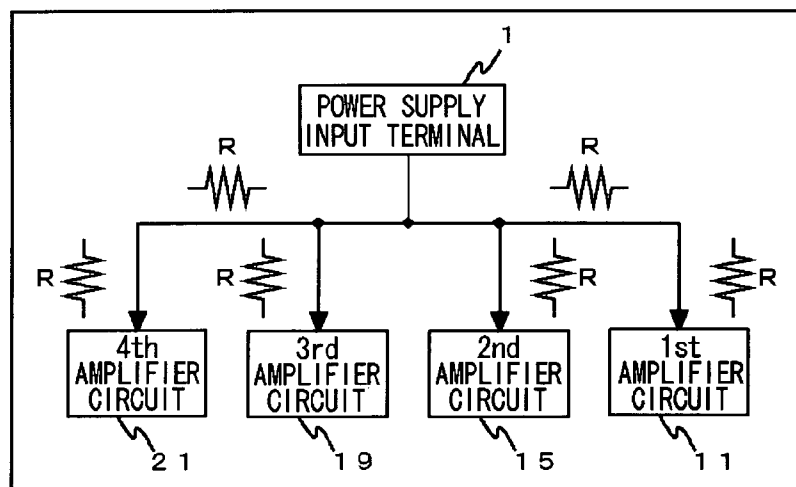 1
POWER SUPPLY
INPUT TERMINAL
R R
R R R R
4th
AMPLIFIER
CIRCUIT
3rd
AMPLIFIER
CIRCUIT
2nd
AMPLIFIER
CIRCUIT
1st
AMPLIFIER
CIRCUIT
21 19 15 11